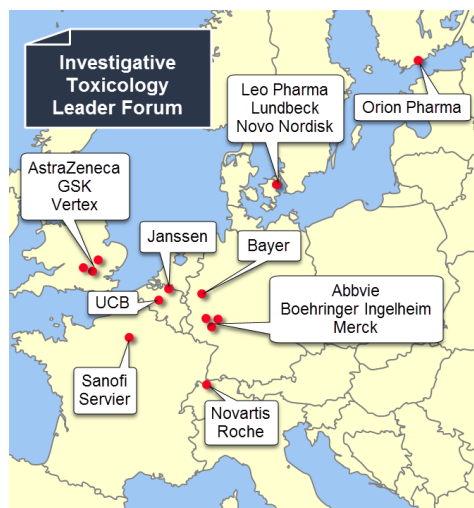 Investigative
Toxicology
Leader Forum
Leo Pharma
Lundbeck
Novo Nordisk
Orion Pharma
AstraZeneca
GSK
Vertex
Janssen
Bayer
UCB
Abbvie
Boehringer Ingelheim
Merck
Sanofi
Servier
Novartis
Roche